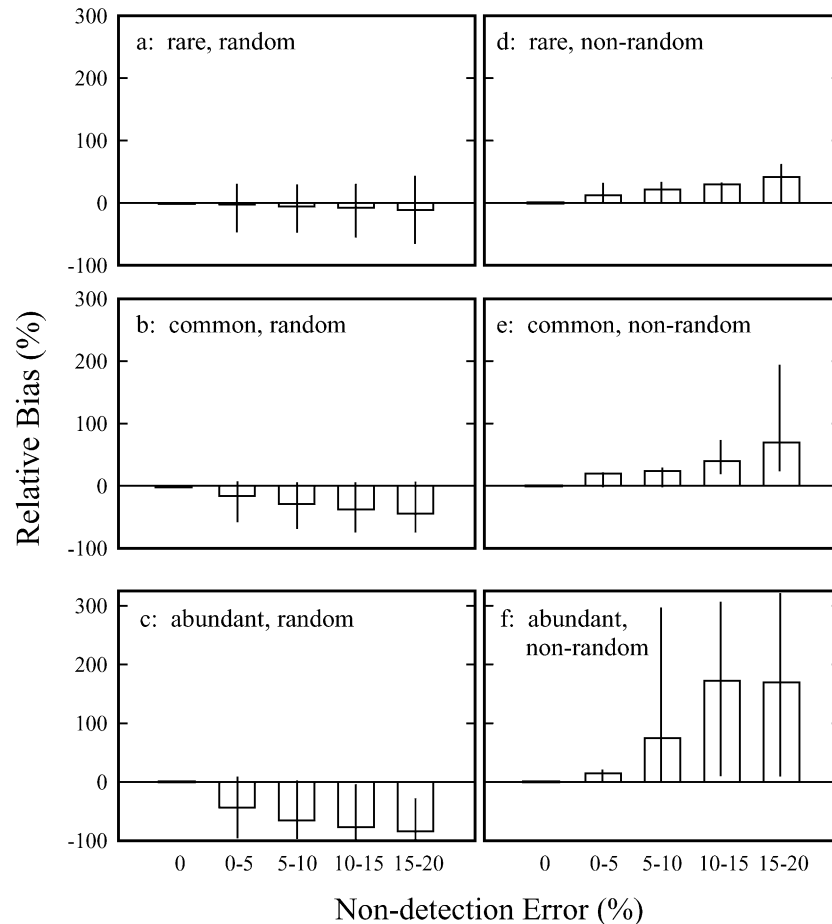 a: rare, random
300
200
100
0
-100
d: rare, non-random
b: common, random
300
200
100
0
-100
e: common, non-random
c: abundant, random
300
200
100
0
-100
0 0-5 5-10 10-15 15-20
f: abundant,
non-random
0 0-5 5-10 10-15 15-20
Relative Bias (%)
Non-detection Error (%)